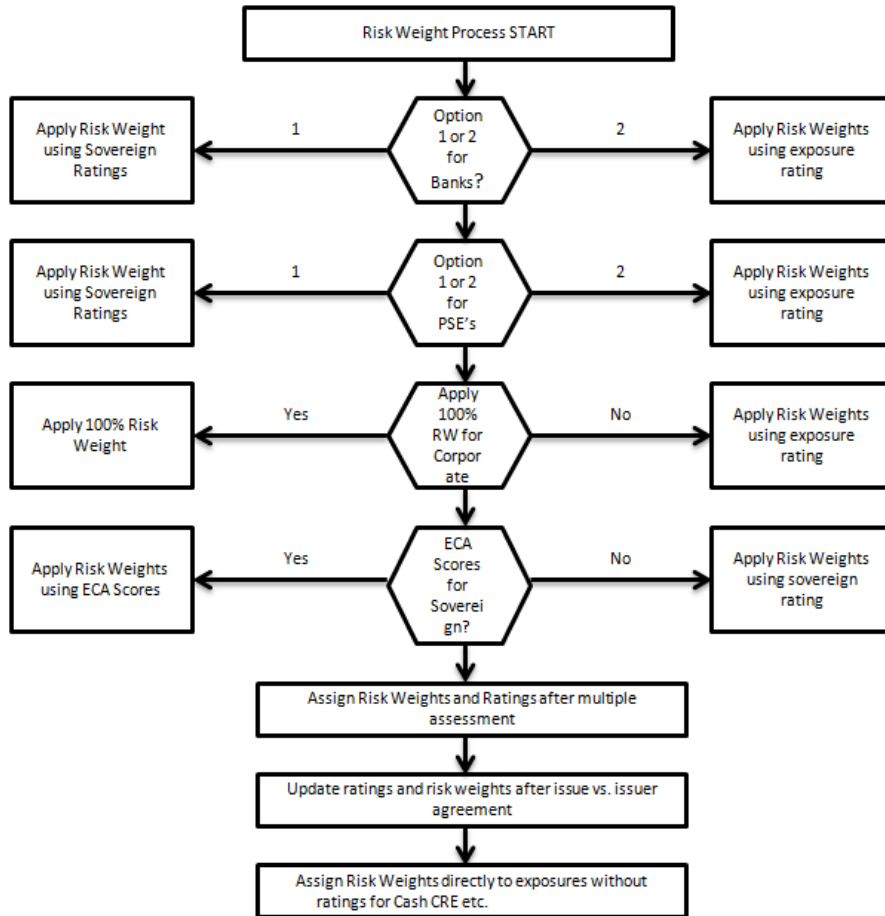 Risk Weight Process START
Apply Risk Weight
using Sovereign
Ratings
1
Option
1 or 2
for
Banks?
2
Apply Risk Weights
using exposure
rating
Apply Risk Weight
using Sovereign
Ratings
1
Option
1 or 2
for
PSE's
2
Apply Risk Weights
using exposure
rating
Apply 100% Risk
Weight
Yes
Apply
100%
RW for
Corpor
ate
No
Apply Risk Weights
using exposure
rating
Apply Risk Weights
using ECA Scores
Yes
ECA
Scores
for
Soverei
gn?
No
Apply Risk Weights
using sovereign
rating
Assign Risk Weights and Ratings after multiple
assessment
Update ratings and risk weights after issue vs. issuer
agreement
Assign Risk Weights directly to exposures without
ratings for Cash CRE etc.